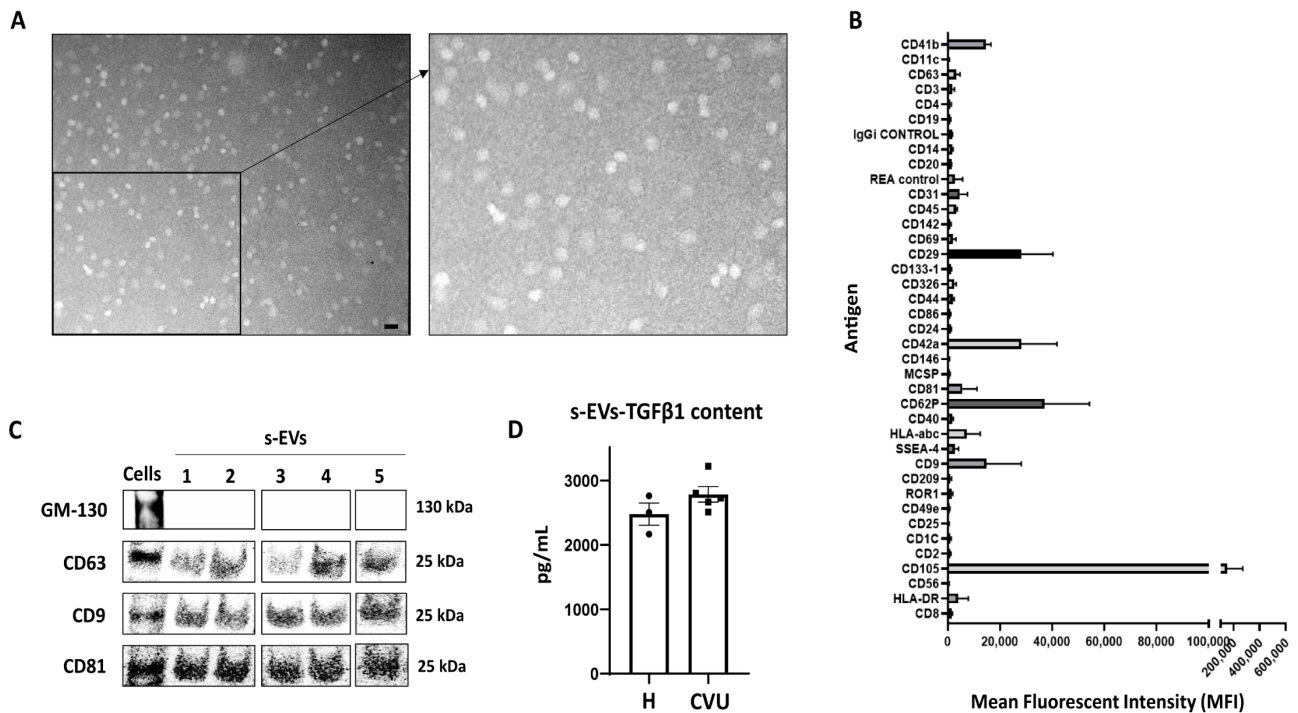 A
B
CD41b
CD11c
CD63
CD3
CD4
CD19
IgGi CONTROL
CD14
CD20
REA control
CD31
CD45
CD142
CD69
CD29
CD133-1
CD326
CD44
CD86
CD24
CD42a
CD146
MCSP
CD81
CD62P
CD40
HLA-abc
SSEA-4
CD9
CD209
ROR1
CD49e
CD25
CD1C
CD2
CD105
CD56
HLA-DR
CD8
Antigen
0 20,000 40,000 60,000 80,000 100,000 200,000 400,000 600,000
Mean Fluorescent Intensity (MFI)
C
s-EVs
Cells 1 2 3 4 5
GM-130 130 kDa
CD63 25 kDa
CD9 25 kDa
CD81 25 kDa
D
s-EVs-TGFβ1 content
pg/mL
3000
2000
1000
0
H CVU